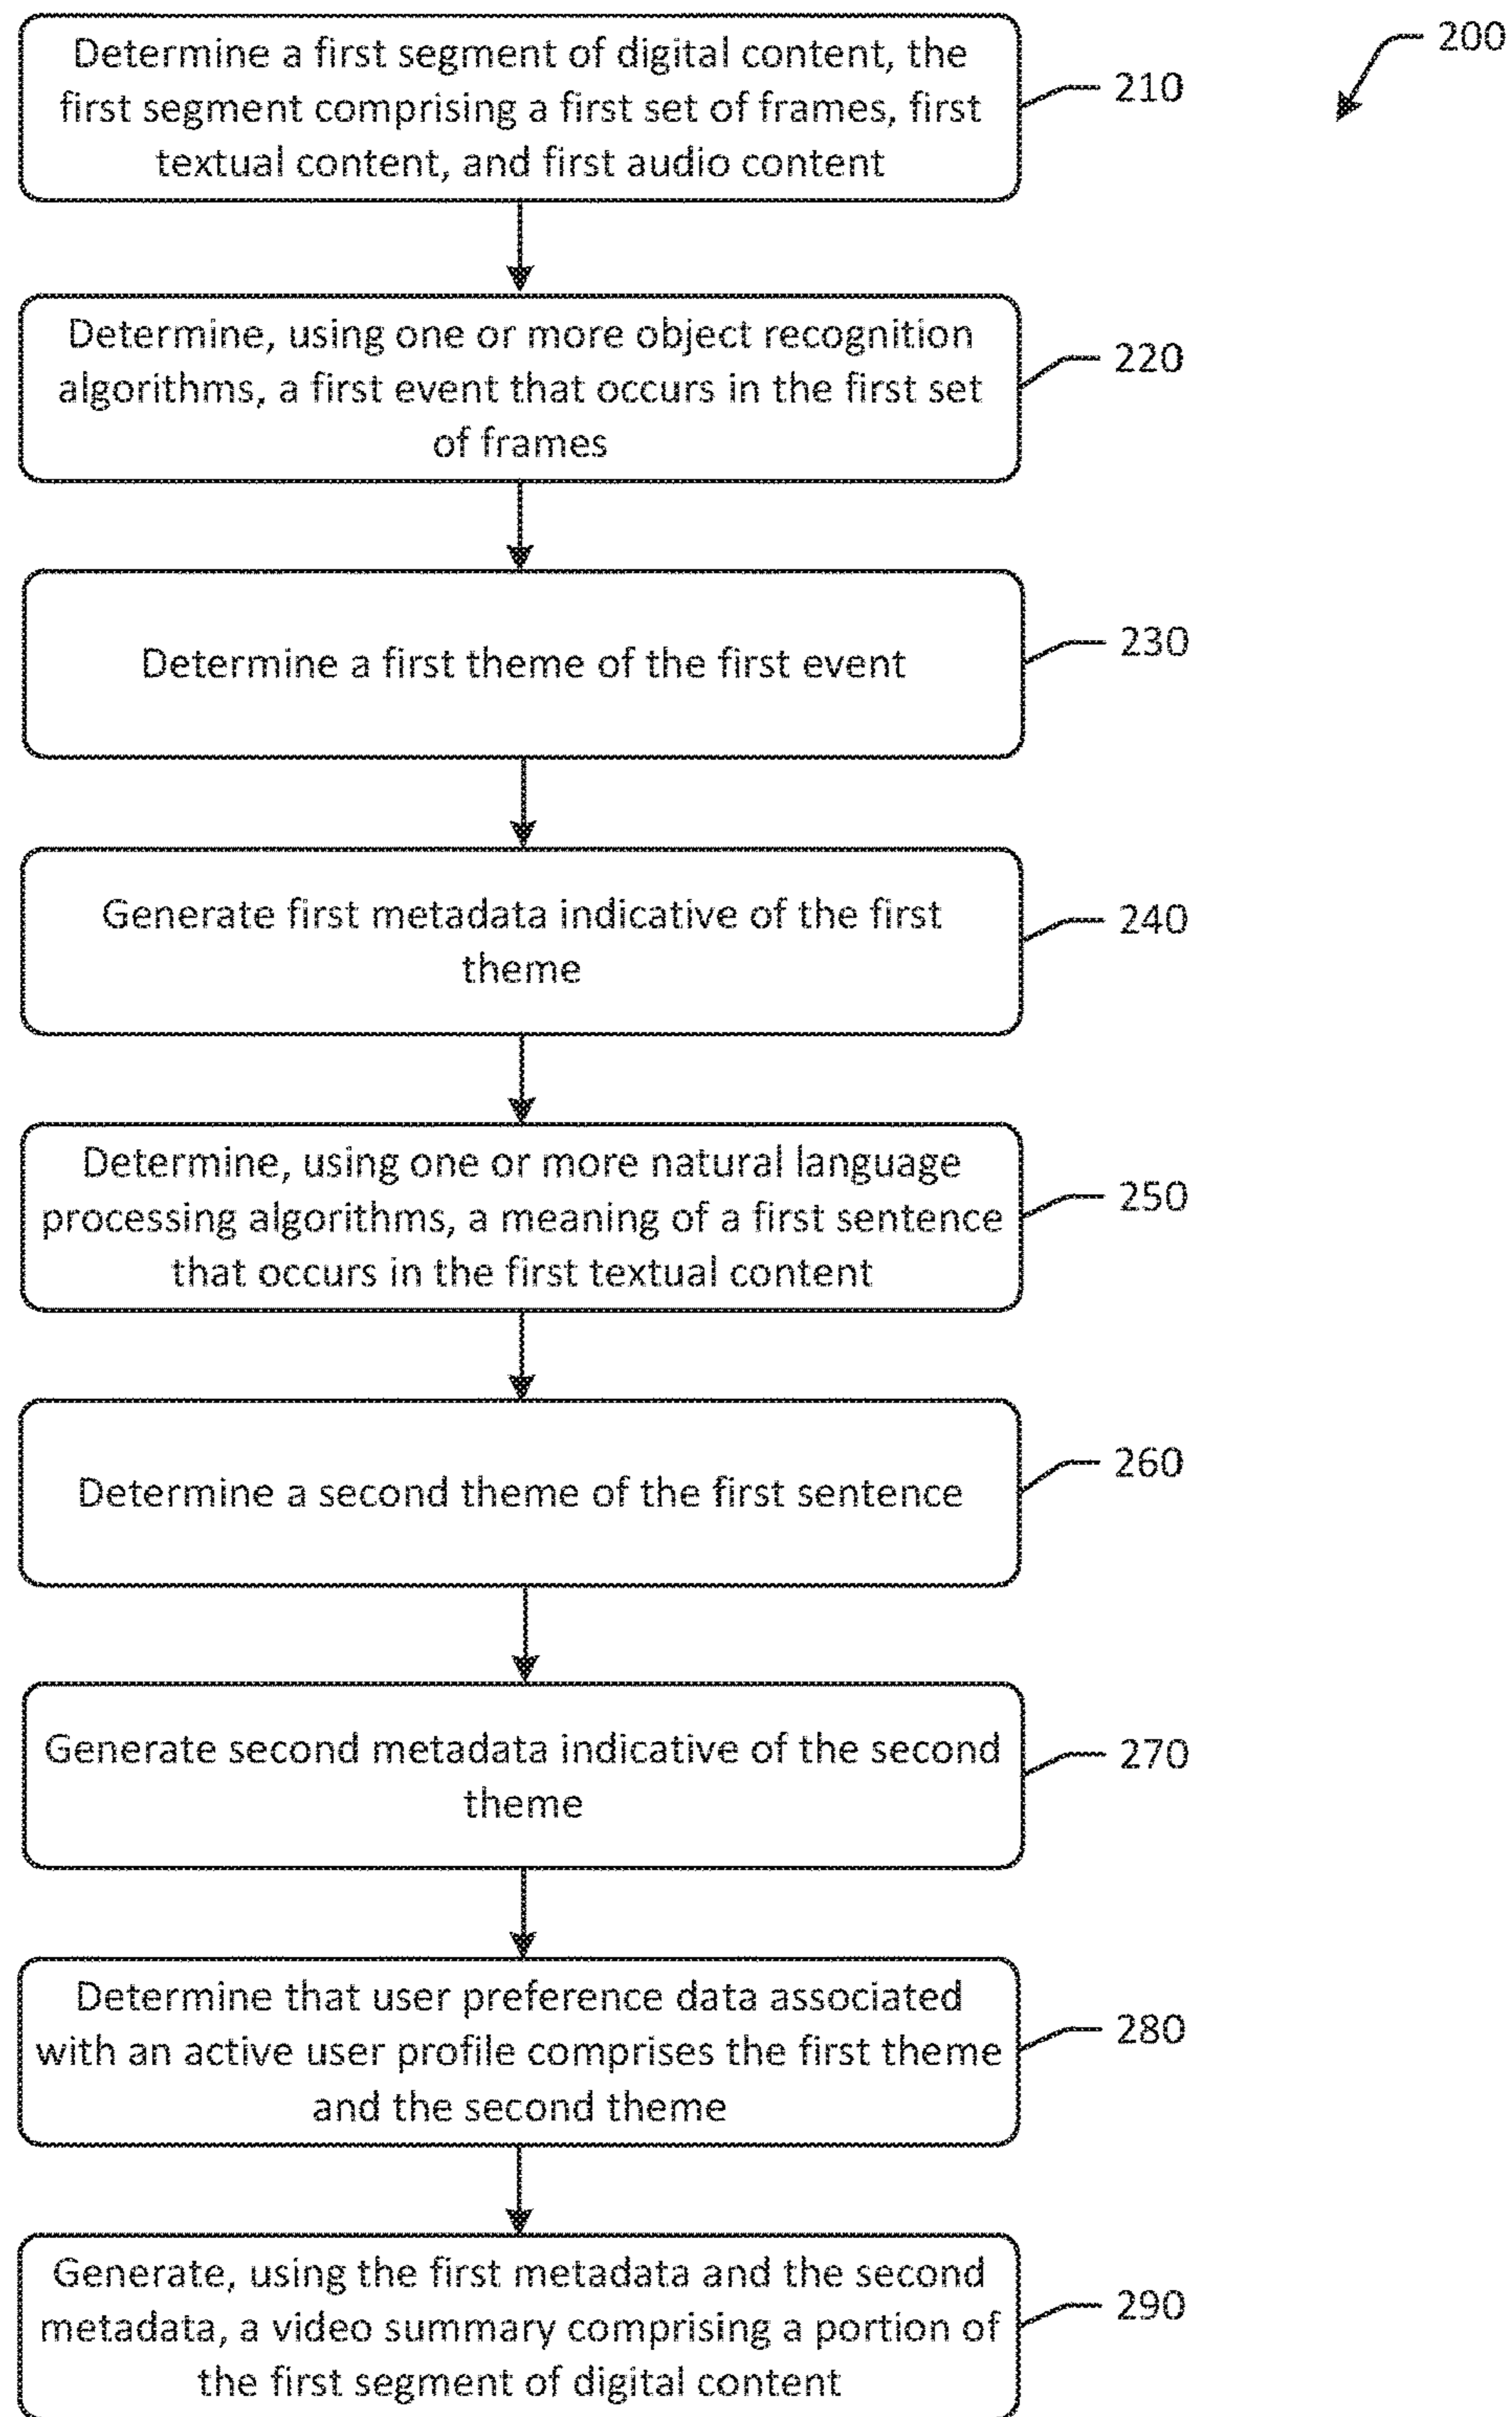 200
Determine a first segment of digital content, the
first segment comprising a first set of frames, first
textual content, and first audio content
210
Determine, using one or more object recognition
algorithms, a first event that occurs in the first set
of frames
220
Determine a first theme of the first event
230
Generate first metadata indicative of the first
theme
240
Determine, using one or more natural language
processing algorithms, a meaning of a first sentence
that occurs in the first textual content
250
Determine a second theme of the first sentence
260
Generate second metadata indicative of the second
theme
270
Determine that user preference data associated
with an active user profile comprises the first theme
and the second theme
280
Generate, using the first metadata and the second
metadata, a video summary comprising a portion of
the first segment of digital content
290